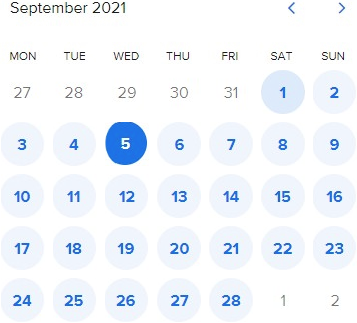 September 2021
MON TUE WED THU FRI SAT SUN
27 28 29 30 31 1 2
3 4 5 6 7 8 9
10 11 12 13 14 15 16
17 18 19 20 21 22 23
24 25 26 27 28 1 2